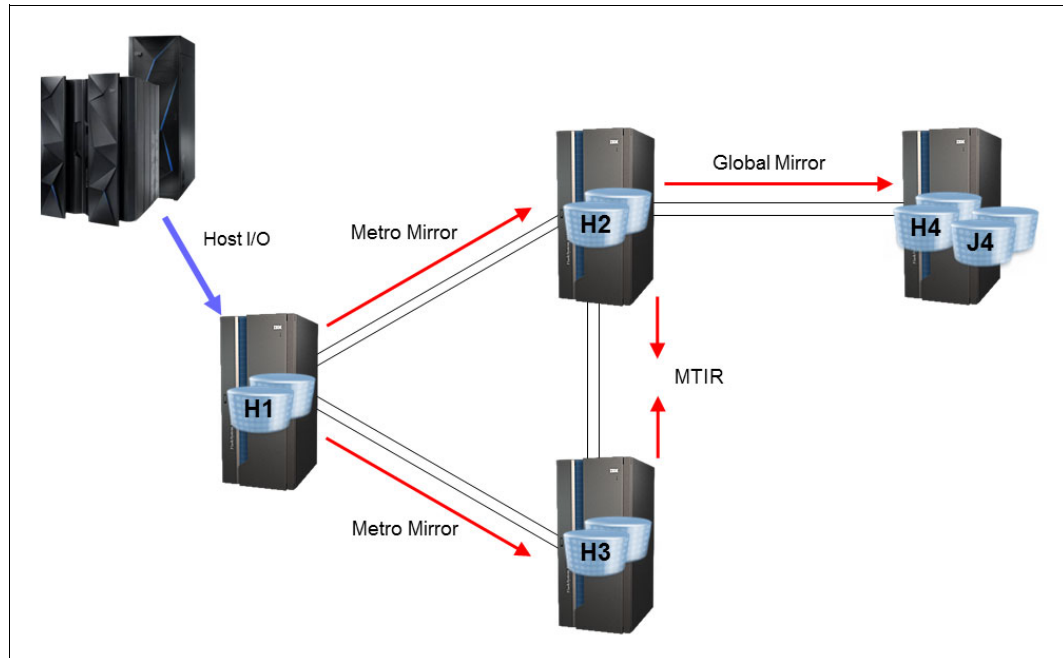 Host I/O
Metro Mirror
Global Mirror
H2
H4
J4
H1
MTIR
Metro Mirror
H3